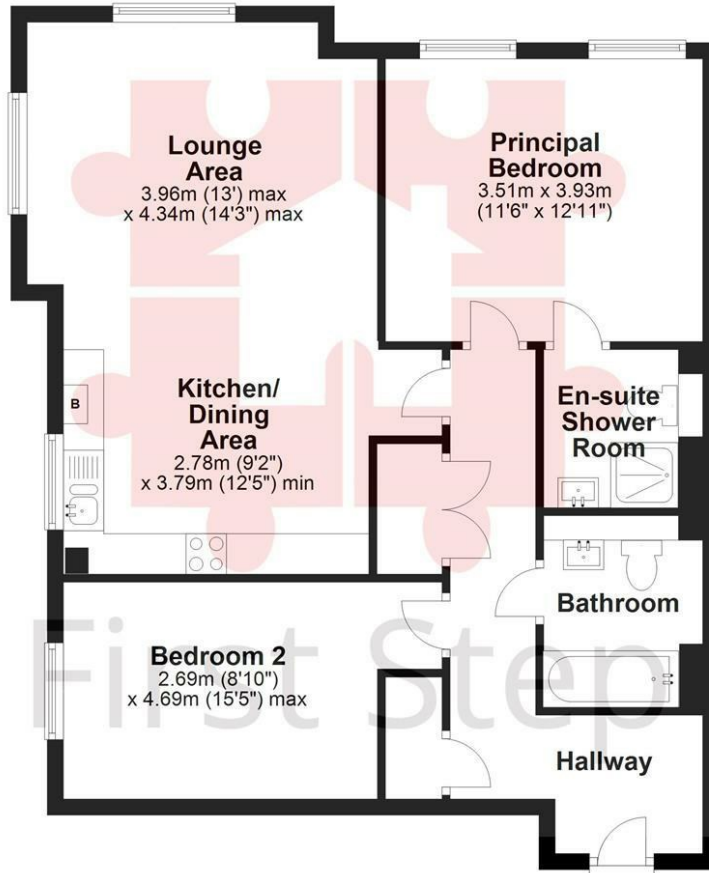 Lounge
Area
3.96m (13') max
x 4.34m (14'3") max
Principal
Bedroom
3.51m x 3.93m
(11'6" x 12'11")
Kitchen/
Dining
Area
2.78m (9'2")
x 3.79m (12'5") min
B
En-suite
Shower
Room
Bathroom
Bedroom 2
2.69m (8'10")
x 4.69m (15'5") max
Hallway
First Step